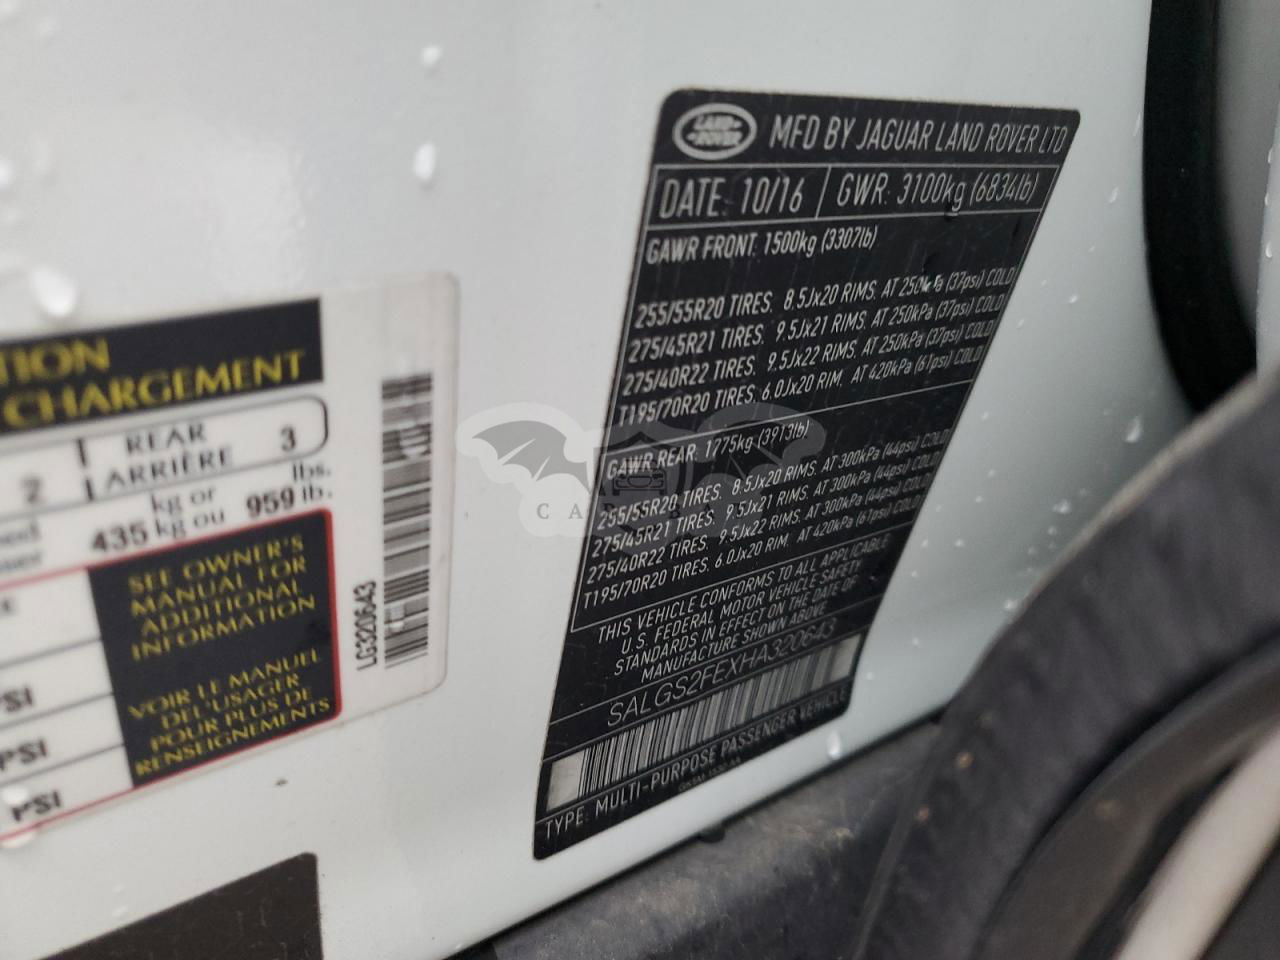 TION
CHARGEMENT
2 REAR 3
ARRIÈRE
435 kg or 959 lbs.
kg ou lb.
SEE OWNER'S
MANUAL FOR
ADDITIONAL
INFORMATION
VOIR LE MANUEL
DE L'USAGER
POUR PLUS DE
RENSEIGNEMENTS
PSI
PSI
PSI
LG320643
LAND ROVER
MFD BY JAGUAR LAND ROVER LTD
DATE: 10/16 GWR: 3100kg (6834lb)
GAWR FRONT: 1500kg (3307lb)
255/55R20 TIRES. 8.5Jx20 RIMS. AT 250kPa (37psi) COLD
275/45R21 TIRES. 9.5Jx21 RIMS. AT 250kPa (37psi) COLD
275/40R22 TIRES. 9.5Jx22 RIMS. AT 250kPa (37psi) COLD
T195/70R20 TIRES. 6.0Jx20 RIM. AT 420kPa (61psi) COLD
GAWR REAR: 1775kg (3913lb)
255/55R20 TIRES. 8.5Jx20 RIMS. AT 300kPa (44psi) COLD
275/45R21 TIRES. 9.5Jx21 RIMS. AT 300kPa (44psi) COLD
275/40R22 TIRES. 9.5Jx22 RIMS. AT 300kPa (44psi) COLD
T195/70R20 TIRES. 6.0Jx20 RIM. AT 420kPa (61psi) COLD
THIS VEHICLE CONFORMS TO ALL APPLICABLE
U.S. FEDERAL MOTOR VEHICLE SAFETY
STANDARDS IN EFFECT ON THE DATE OF
MANUFACTURE SHOWN ABOVE
SALGS2FEXHA320643
TYPE: MULTI-PURPOSE PASSENGER VEHICLE